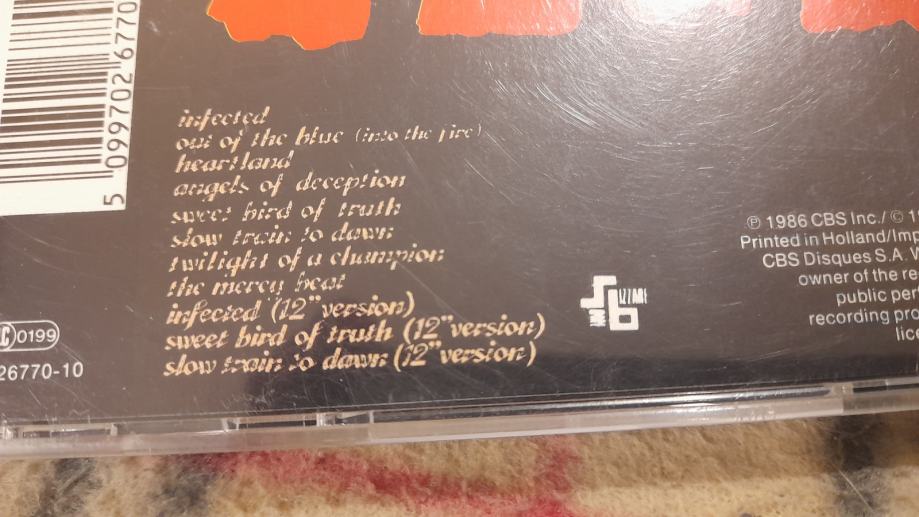 5 099702 6770
infected
out of the blue (into the fire)
heartland
angels of deception
sweet bird of truth
slow train to dawn
twilight of a champion
the mercy beat
infected (12"version)
sweet bird of truth (12"version)
slow train to dawn (12"version)
0199
26770-10
℗ 1986 CBS Inc./ © 1
Printed in Holland/Imp
CBS Disques S.A. W
owner of the re
public per
recording pro
lic